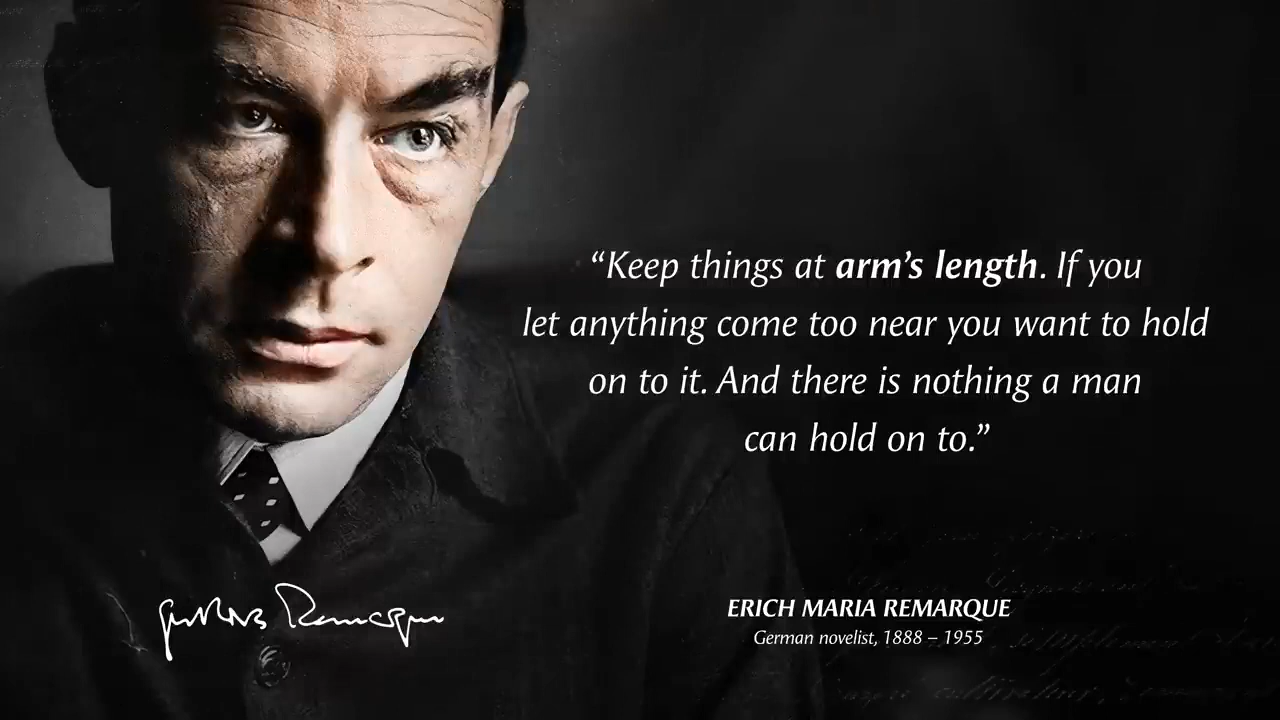 “Keep things at arm’s length. If you
let anything come too near you want to hold
on to it. And there is nothing a man
can hold on to.”
Remarque
ERICH MARIA REMARQUE
German novelist, 1888 – 1955